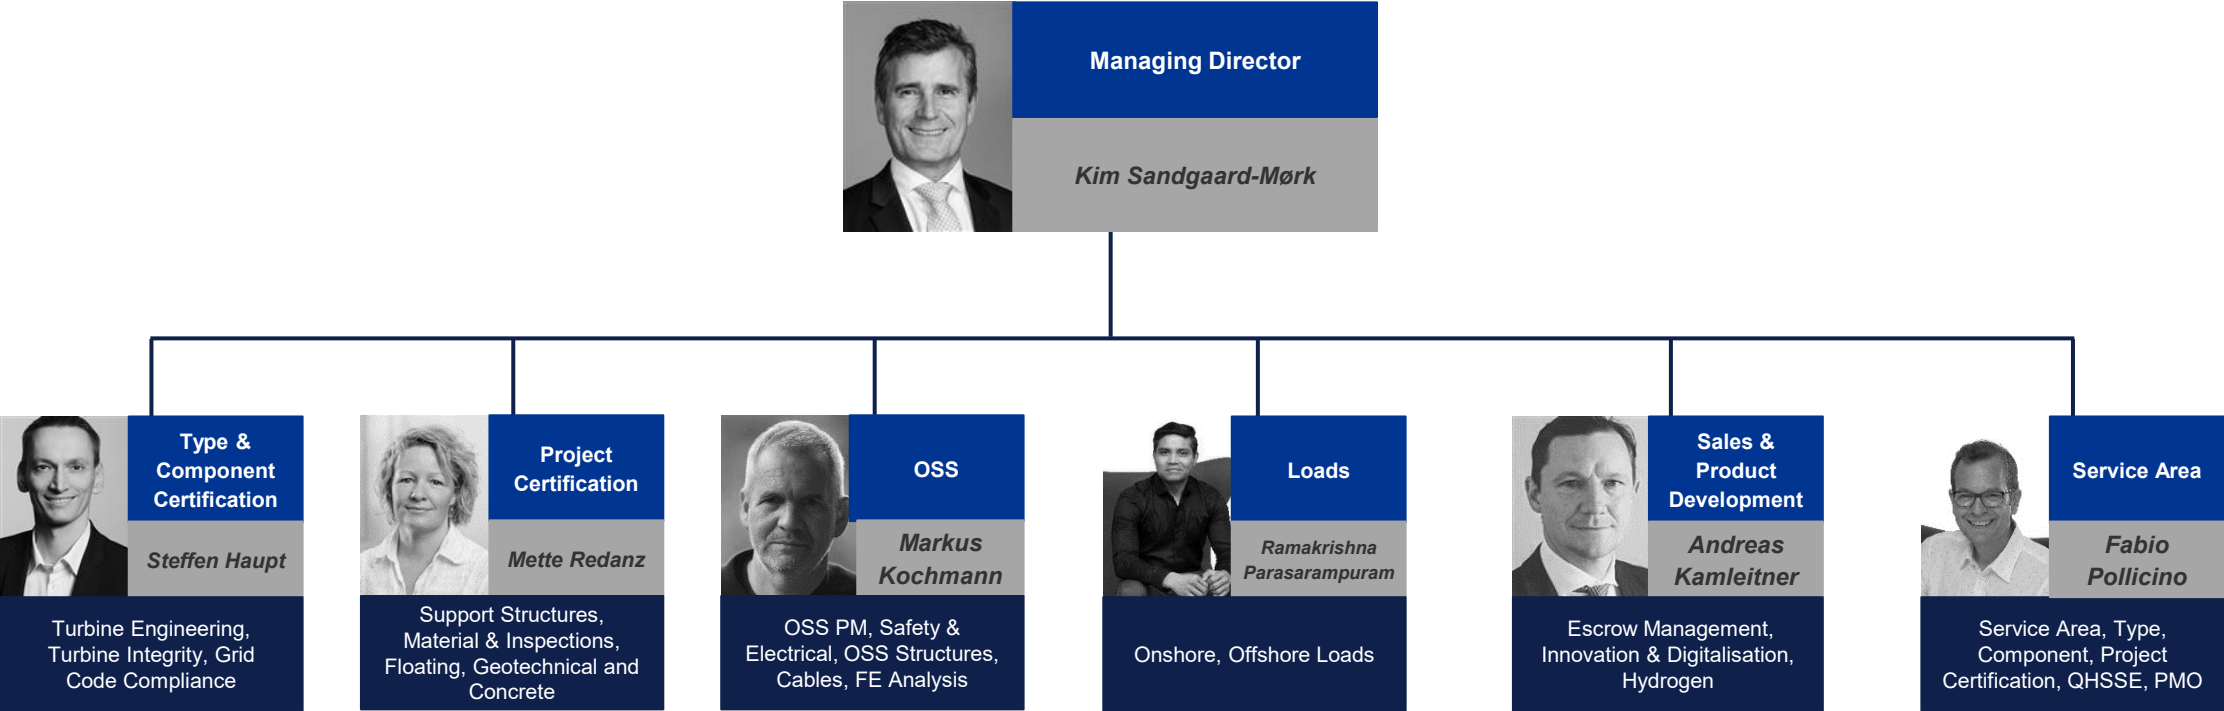 Managing Director
Kim Sandgaard-Mørk
Type &
Component
Certification
Steffen Haupt
Turbine Engineering,
Turbine Integrity, Grid
Code Compliance
Project
Certification
Mette Redanz
Support Structures,
Material & Inspections,
Floating, Geotechnical and
Concrete
OSS
Markus
Kochmann
OSS PM, Safety &
Electrical, OSS Structures,
Cables, FE Analysis
Loads
Ramakrishna
Parasarampuram
Onshore, Offshore Loads
Sales &
Product
Development
Andreas
Kamleitner
Escrow Management,
Innovation & Digitalisation,
Hydrogen
Service Area
Fabio
Pollicino
Service Area, Type,
Component, Project
Certification, QHSSE, PMO